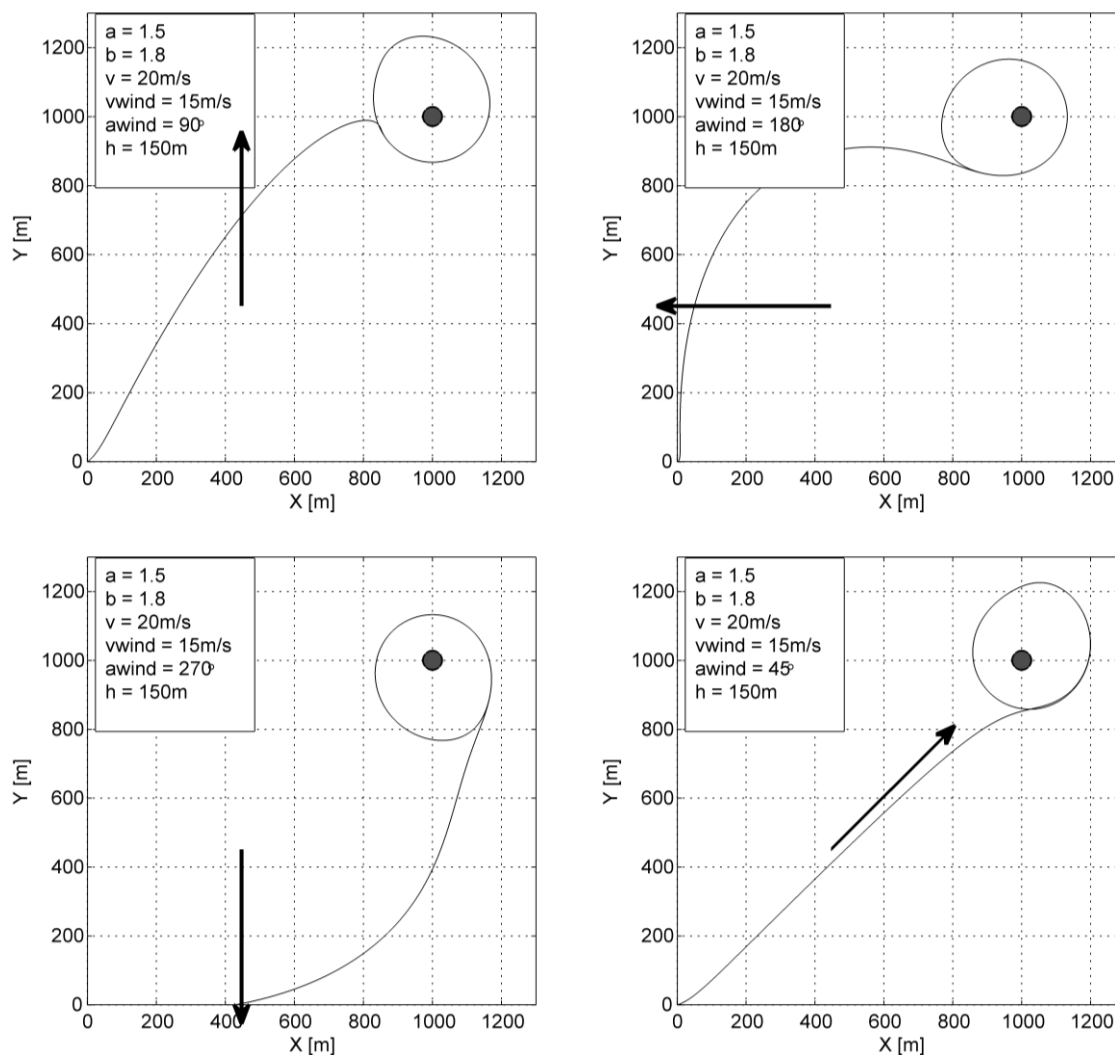 1200
1000
800
600
400
200
0
Y [m]
a = 1.5
b = 1.8
v = 20m/s
vwind = 15m/s
awind = 90°
h = 150m
0 200 400 600 800 1000 1200
X [m]
1200
1000
800
600
400
200
0
Y [m]
a = 1.5
b = 1.8
v = 20m/s
vwind = 15m/s
awind = 180°
h = 150m
0 200 400 600 800 1000 1200
X [m]
1200
1000
800
600
400
200
0
Y [m]
a = 1.5
b = 1.8
v = 20m/s
vwind = 15m/s
awind = 270°
h = 150m
0 200 400 600 800 1000 1200
X [m]
1200
1000
800
600
400
200
0
Y [m]
a = 1.5
b = 1.8
v = 20m/s
vwind = 15m/s
awind = 45°
h = 150m
0 200 400 600 800 1000 1200
X [m]